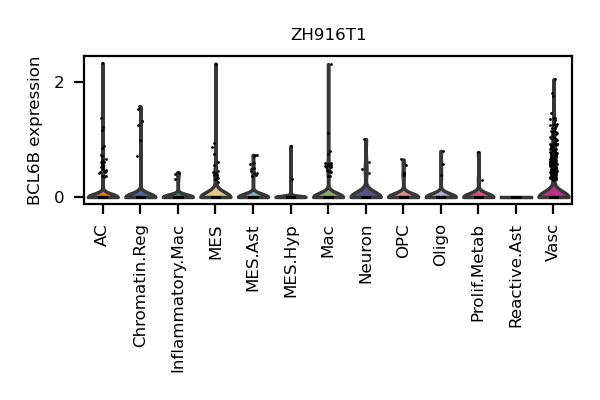 ZH916T1
BCL6B expression
2
0
AC
Chromatin.Reg
Inflammatory.Mac
MES
MES.Ast
MES.Hyp
Mac
Neuron
OPC
Oligo
Prolif.Metab
Reactive.Ast
Vasc